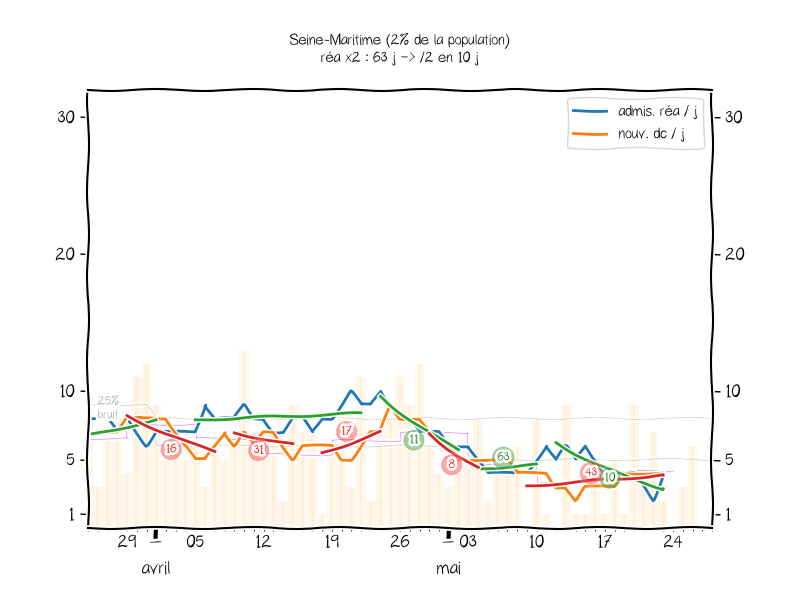 Seine-Maritime (2% de la population)
réa x2 : 63 j -> /2 en 10 j
admis. réa / j
nouv. dc / j
30
30
20
20
10
10
25%
bruit
17
16
31
11
8
63
43
10
5
5
1
1
29 05 12 19 26 03 10 17 24
avril mai